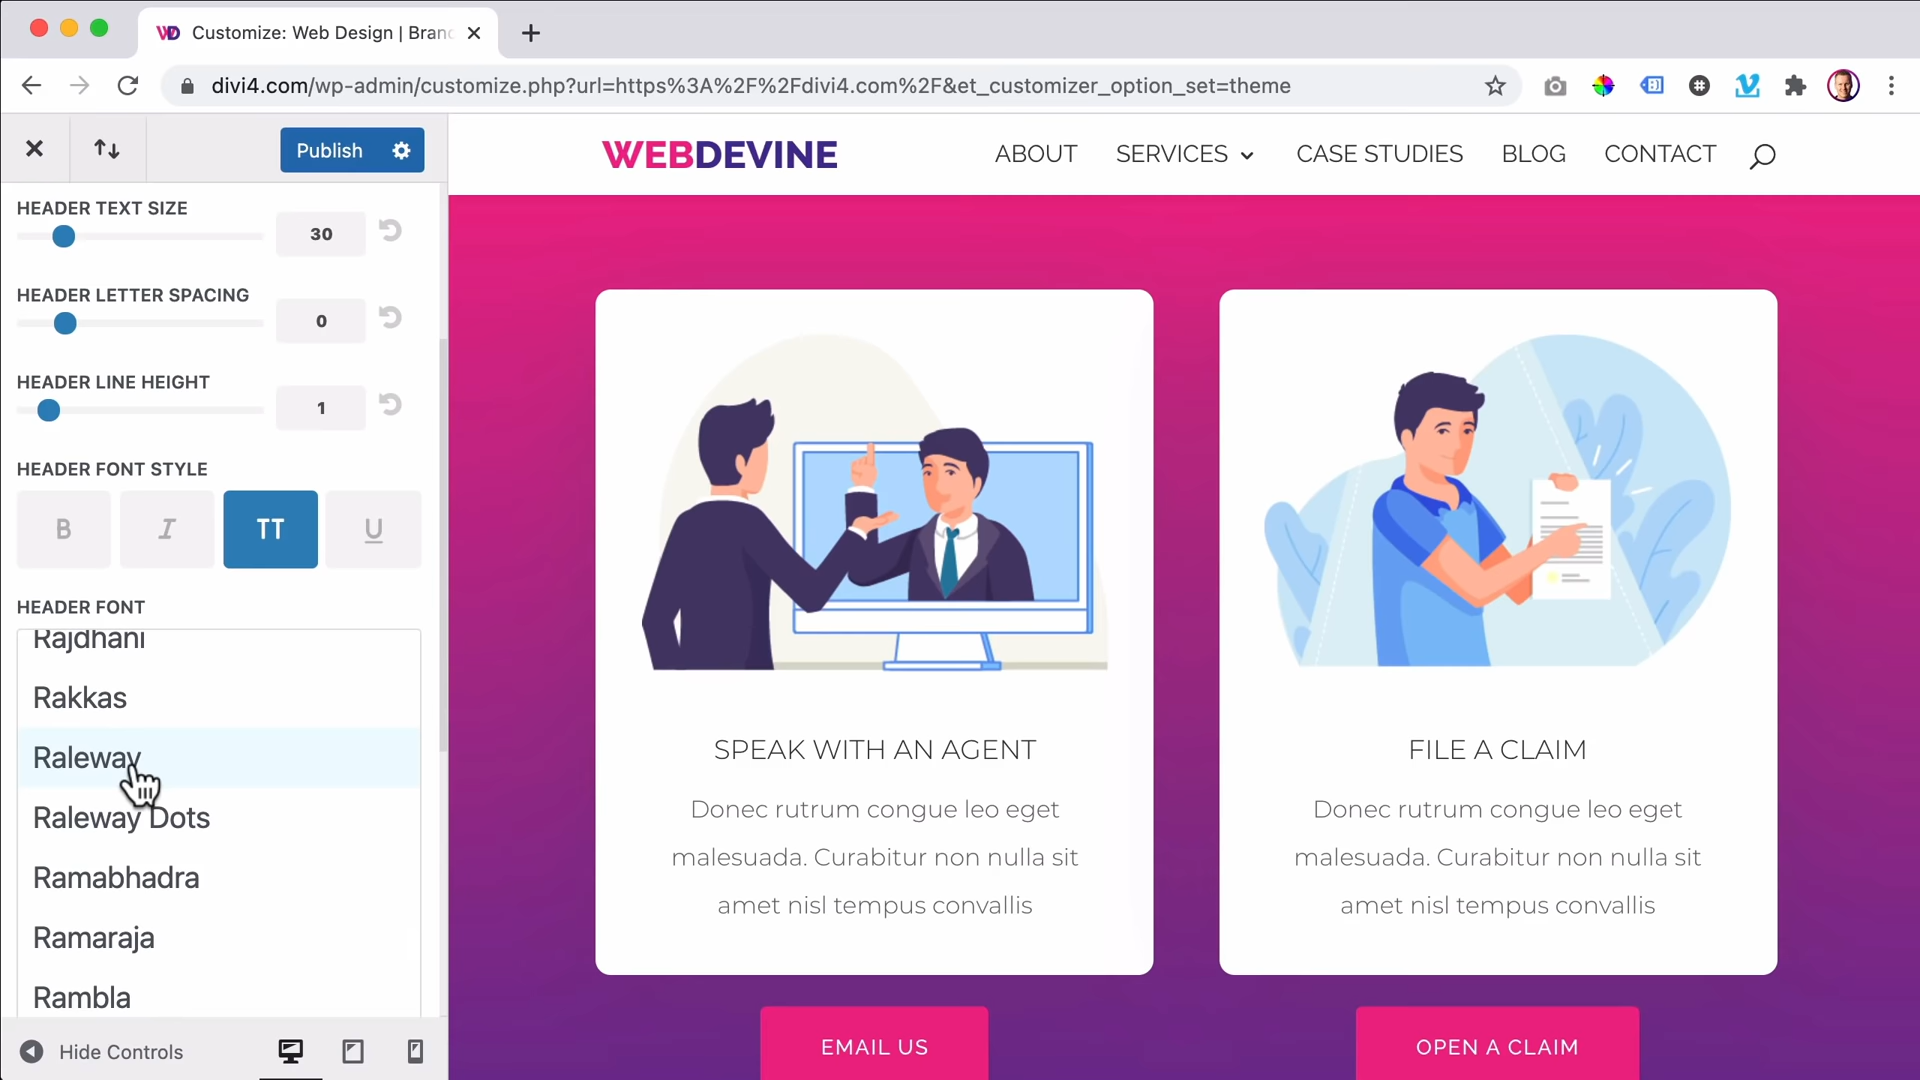 Customize: Web Design | Bran
divi4.com/wp-admin/customize.php?url=https%3A%2F%2Fdivi4.com%2F&et_customizer_option_set=theme
Publish
HEADER TEXT SIZE
30
HEADER LETTER SPACING
0
HEADER LINE HEIGHT
1
HEADER FONT STYLE
B I TT U
HEADER FONT
Rajdhani
Rakkas
Raleway
Raleway Dots
Ramabhadra
Ramaraja
Rambla
Hide Controls
WEBDEVINE
ABOUT SERVICES CASE STUDIES BLOG CONTACT
SPEAK WITH AN AGENT
Donec rutrum congue leo eget
malesuada. Curabitur non nulla sit
amet nisl tempus convallis
EMAIL US
FILE A CLAIM
Donec rutrum congue leo eget
malesuada. Curabitur non nulla sit
amet nisl tempus convallis
OPEN A CLAIM